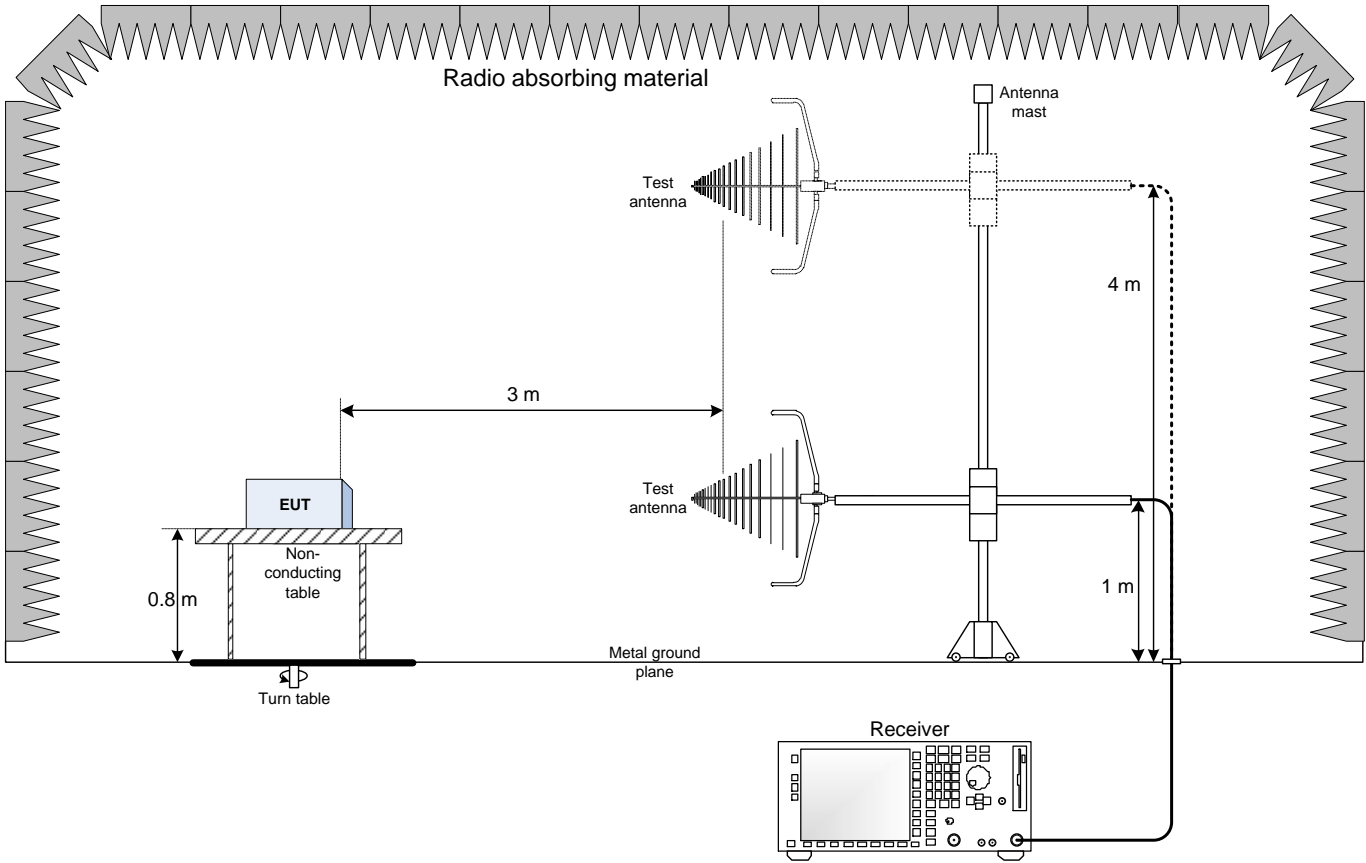 Radio absorbing material
Antenna
mast
Test
antenna
4 m
3 m
Test
antenna
EUT
Non-
conducting
table
0.8 m
1 m
Metal ground
plane
Turn table
Receiver